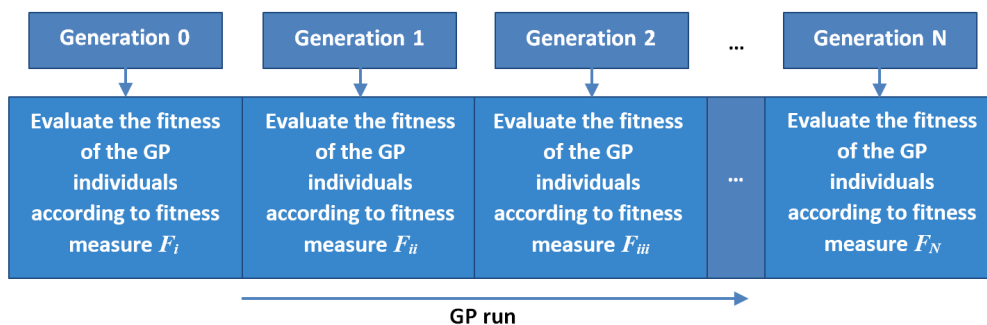 Generation 0
Generation 1
Generation 2
...
Generation N
Evaluate the fitness
of the GP
individuals
according to fitness
measure Fi
Evaluate the fitness
of the GP
individuals
according to fitness
measure Fii
Evaluate the fitness
of the GP
individuals
according to fitness
measure Fiii
...
Evaluate the fitness
of the GP
individuals
according to fitness
measure FN
GP run